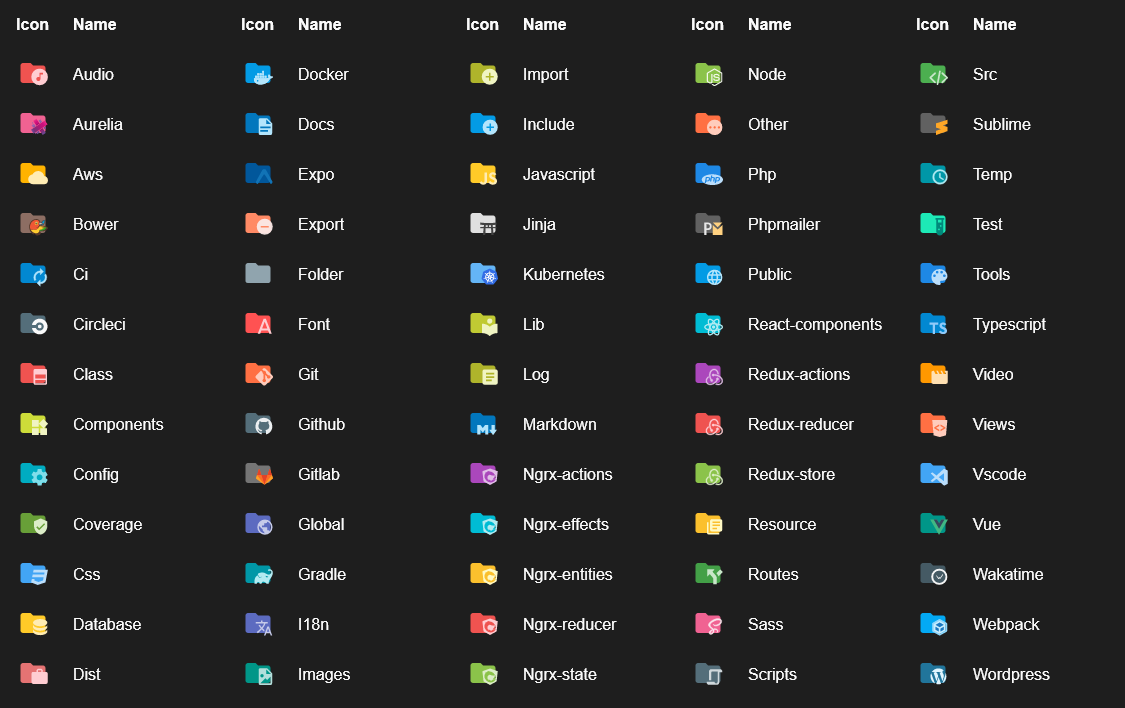 Icon Name Icon Name Icon Name Icon Name Icon Name
Audio Docker Import Node Src
Aurelia Docs Include Other Sublime
Aws Expo Javascript Php Temp
Bower Export Jinja Phpmailer Test
Ci Folder Kubernetes Public Tools
Circleci Font Lib React-components Typescript
Class Git Log Redux-actions Video
Components Github Markdown Redux-reducer Views
Config Gitlab Ngrx-actions Redux-store Vscode
Coverage Global Ngrx-effects Resource Vue
Css Gradle Ngrx-entities Routes Wakatime
Database I18n Ngrx-reducer Sass Webpack
Dist Images Ngrx-state Scripts Wordpress